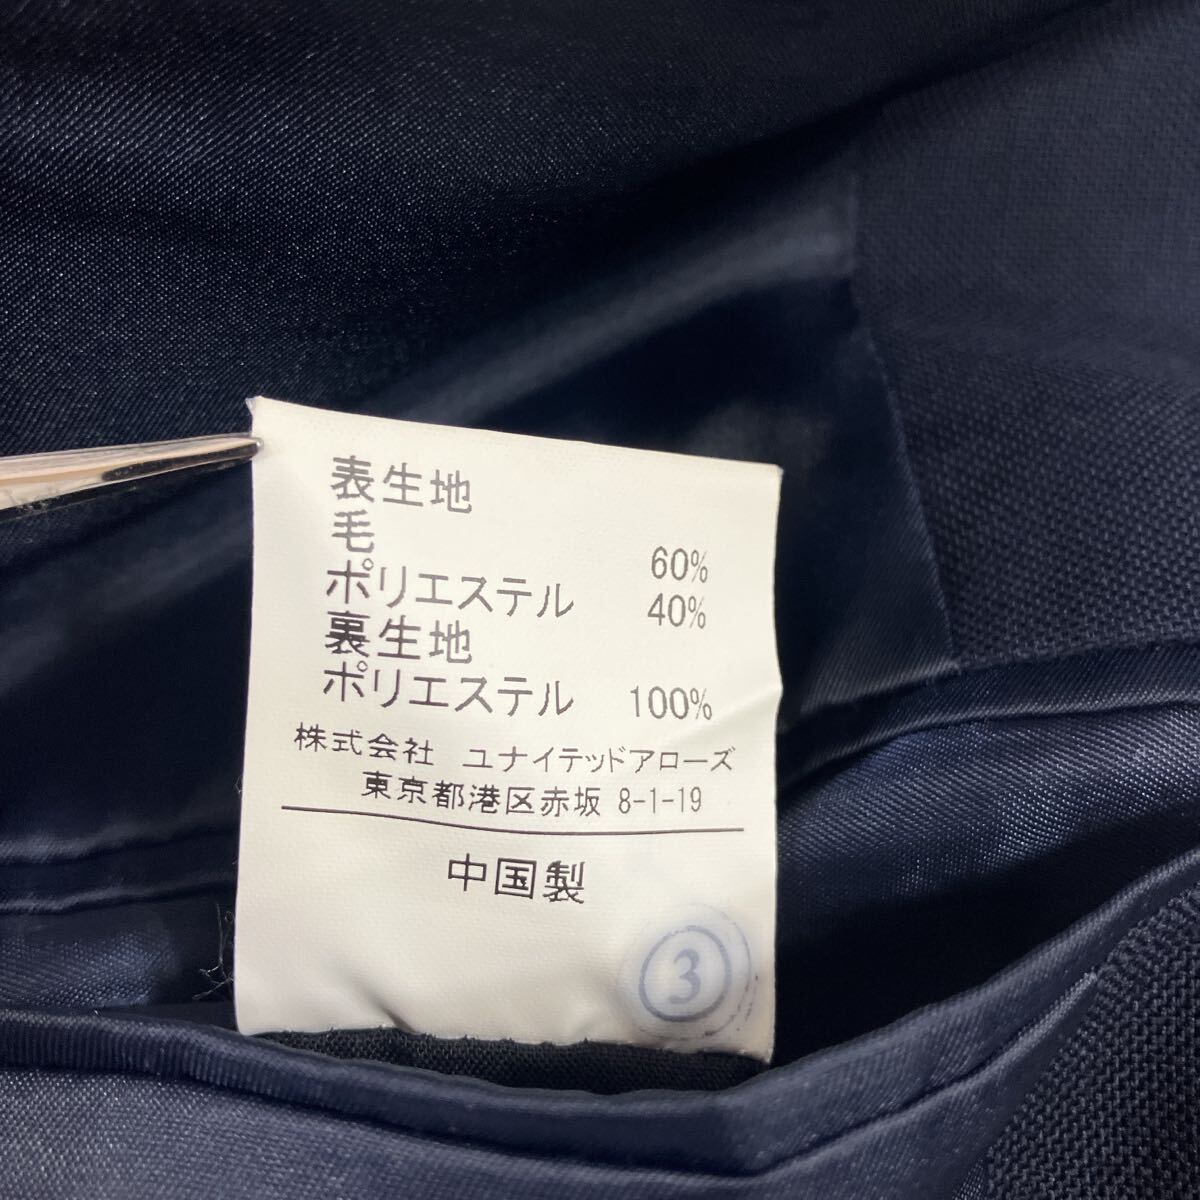 表生地
毛 60%
ポリエステル 40%
裏生地
ポリエステル 100%
株式会社 ユナイテッドアローズ
東京都港区赤坂 8-1-19
中国製
③